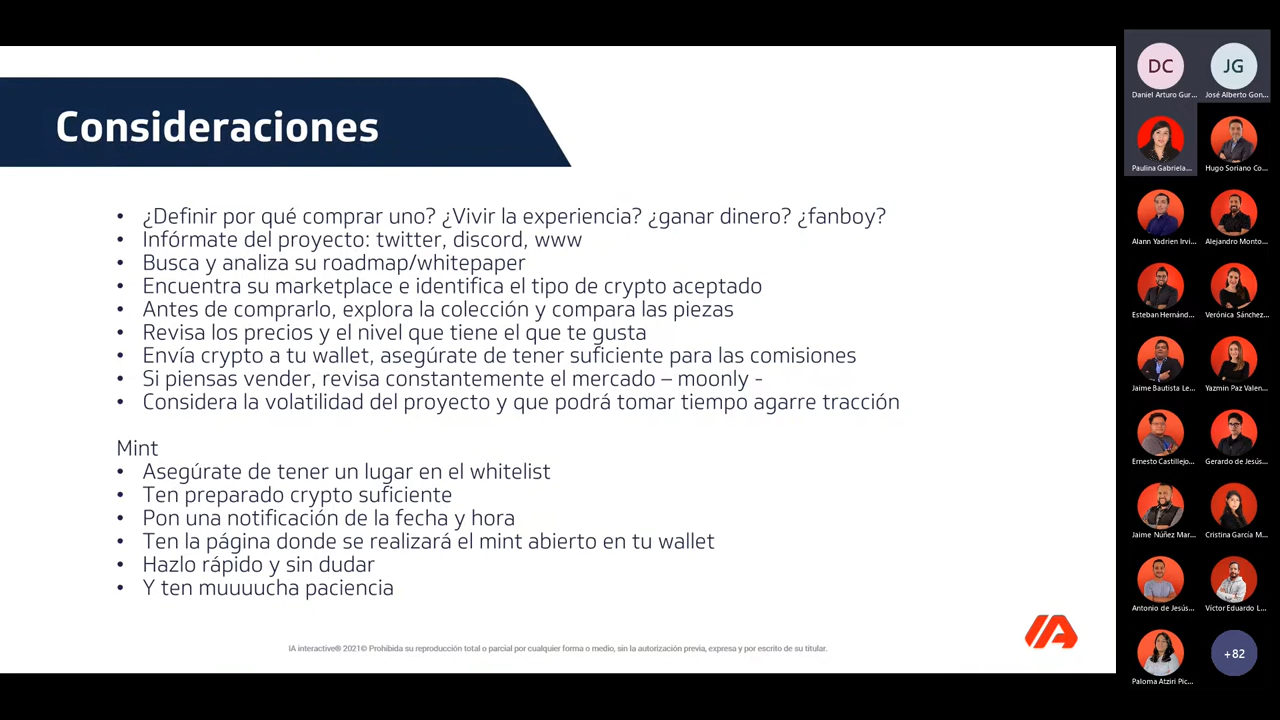 Consideraciones
• ¿Definir por qué comprar uno? ¿Vivir la experiencia? ¿ganar dinero? ¿fanboy?
• Infórmate del proyecto: twitter, discord, www
• Busca y analiza su roadmap/whitepaper
• Encuentra su marketplace e identifica el tipo de crypto aceptado
• Antes de comprarlo, explora la colección y compara las piezas
• Revisa los precios y el nivel que tiene el que te gusta
• Envía crypto a tu wallet, asegúrate de tener suficiente para las comisiones
• Si piensas vender, revisa constantemente el mercado – moonly -
• Considera la volatilidad del proyecto y que podrá tomar tiempo agarre tracción
Mint
• Asegúrate de tener un lugar en el whitelist
• Ten preparado crypto suficiente
• Pon una notificación de la fecha y hora
• Ten la página donde se realizará el mint abierto en tu wallet
• Hazlo rápido y sin dudar
• Y ten muuuucha paciencia
IA
IA interactive® 2021© Prohibida su reproducción total o parcial por cualquier forma o medio, sin la autorización previa, expresa y por escrito de su titular.
DC JG
Daniel Arturo Gur... José Alberto Gon...
Paulina Gabriela... Hugo Soriano Co...
Alann Yadrien Irvi... Alejandro Monto...
Esteban Hernánd... Verónica Sánchez...
Jaime Bautista Le... Yazmin Paz Valen...
Ernesto Castillejo... Gerardo de Jesús...
Jaime Núñez Mar... Cristina García M...
Antonio de Jesús... Víctor Eduardo L...
+82
Paloma Atziri Pic...